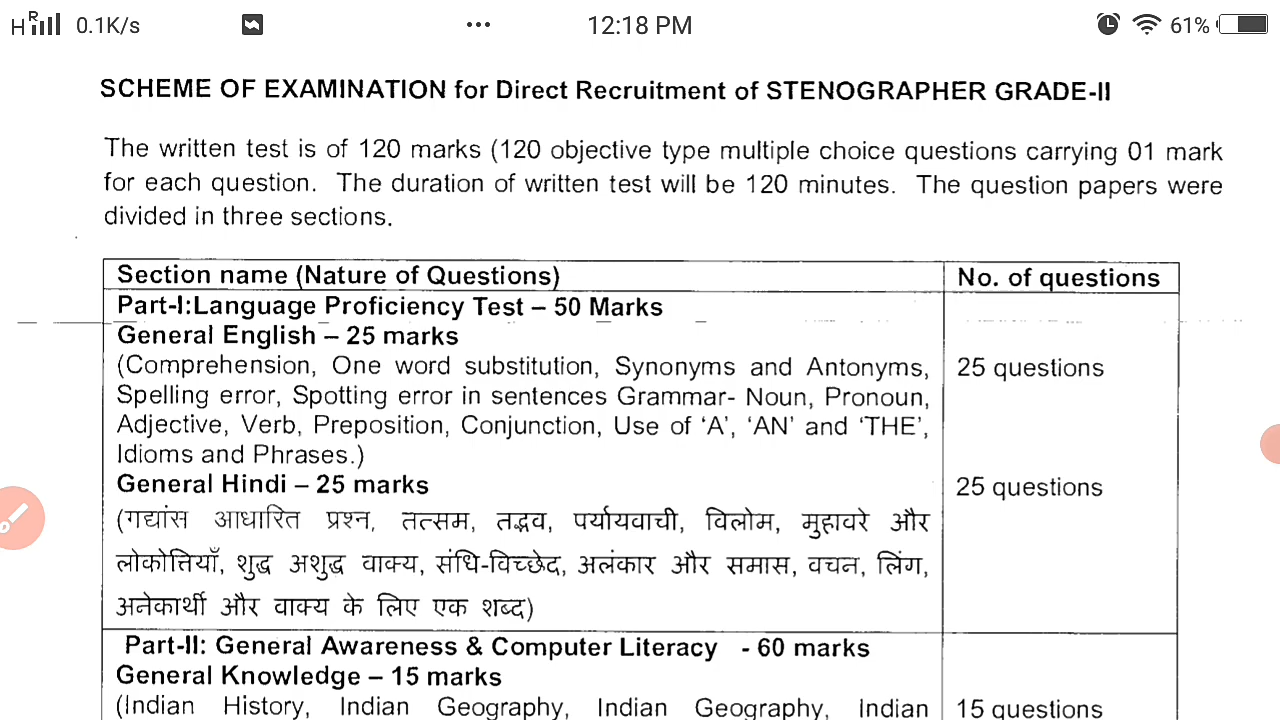 HR 0.1K/s ... 12:18 PM 61%
SCHEME OF EXAMINATION for Direct Recruitment of STENOGRAPHER GRADE-II
The written test is of 120 marks (120 objective type multiple choice questions carrying 01 mark
for each question. The duration of written test will be 120 minutes. The question papers were
divided in three sections.
Section name (Nature of Questions) No. of questions
Part-I:Language Proficiency Test – 50 Marks
General English – 25 marks
(Comprehension, One word substitution, Synonyms and Antonyms, 25 questions
Spelling error, Spotting error in sentences Grammar- Noun, Pronoun,
Adjective, Verb, Preposition, Conjunction, Use of ‘A’, ‘AN’ and ‘THE’,
Idioms and Phrases.)
General Hindi – 25 marks 25 questions
(गद्यांस आधारित प्रश्न, तत्सम, तद्भव, पर्यायवाची, विलोम, मुहावरे और
लोकोत्तियाँ, शुद्ध अशुद्ध वाक्य, संधि-विच्छेद, अलंकार और समास, वचन, लिंग,
अनेकार्थी और वाक्य के लिए एक शब्द)
Part-II: General Awareness & Computer Literacy - 60 marks
General Knowledge – 15 marks
(Indian History, Indian Geography, Indian Geography, Indian 15 questions